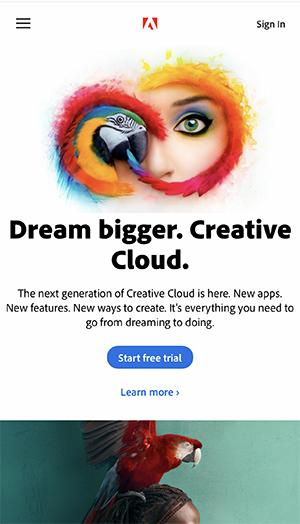 Sign In
Dream bigger. Creative
Cloud.
The next generation of Creative Cloud is here. New apps.
New features. New ways to create. It's everything you need to
go from dreaming to doing.
Start free trial
Learn more ›